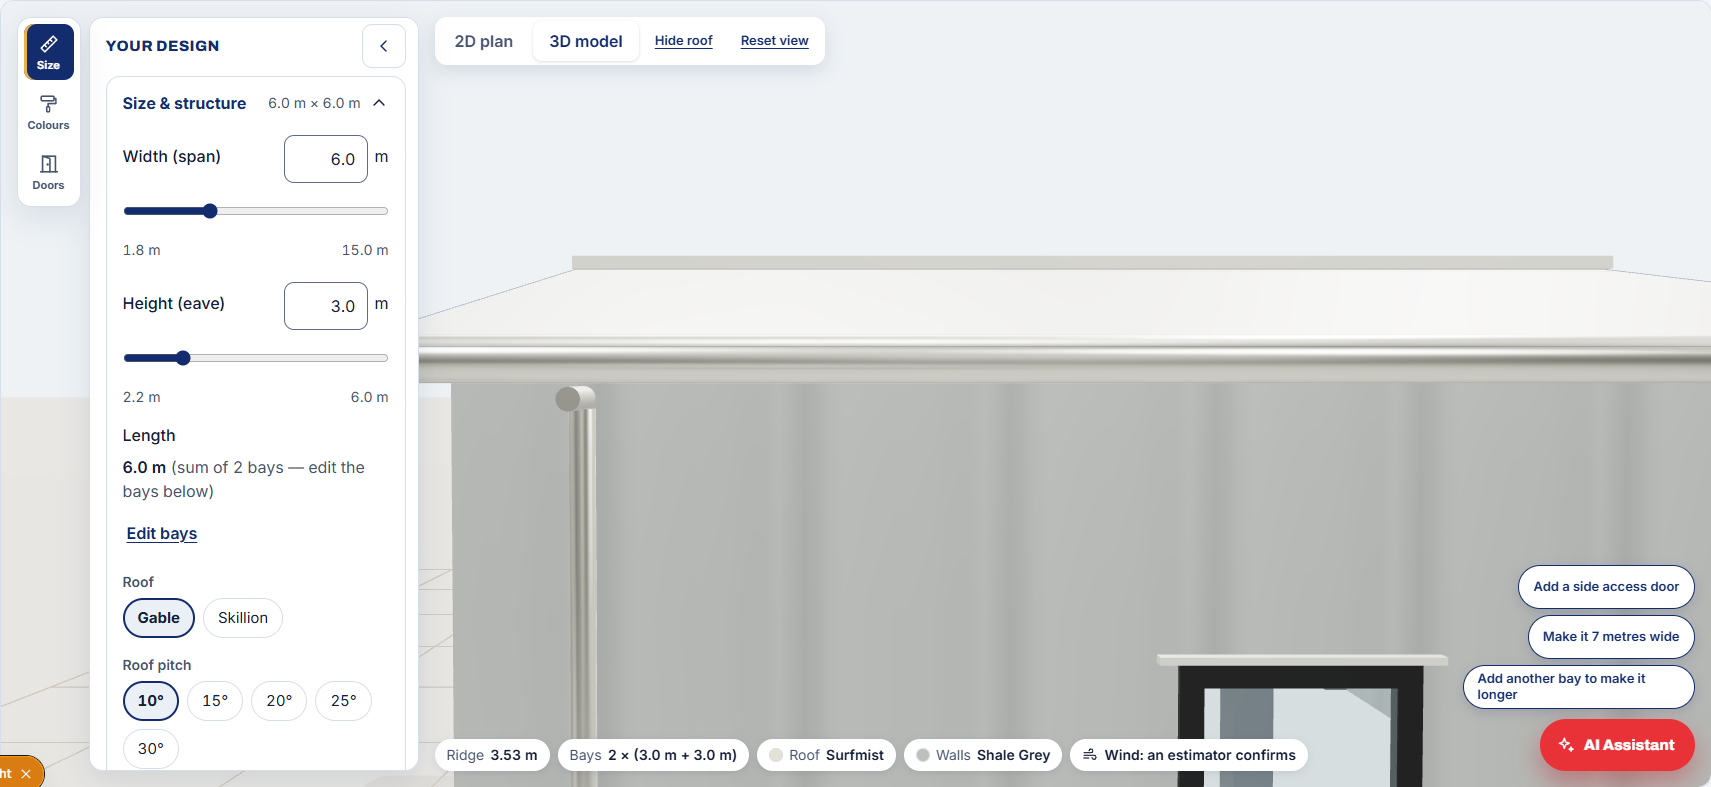 Size
Colours
Doors
YOUR DESIGN
Size & structure 6.0 m × 6.0 m
Width (span) 6.0 m
1.8 m 15.0 m
Height (eave) 3.0 m
2.2 m 6.0 m
Length
6.0 m (sum of 2 bays — edit the
bays below)
Edit bays
Roof
Gable Skillion
Roof pitch
10° 15° 20° 25°
30°
ht ×
2D plan 3D model Hide roof Reset view
Ridge 3.53 m Bays 2 × (3.0 m + 3.0 m) Roof Surfmist Walls Shale Grey Wind: an estimator confirms
Add a side access door
Make it 7 metres wide
Add another bay to make it
longer
AI Assistant